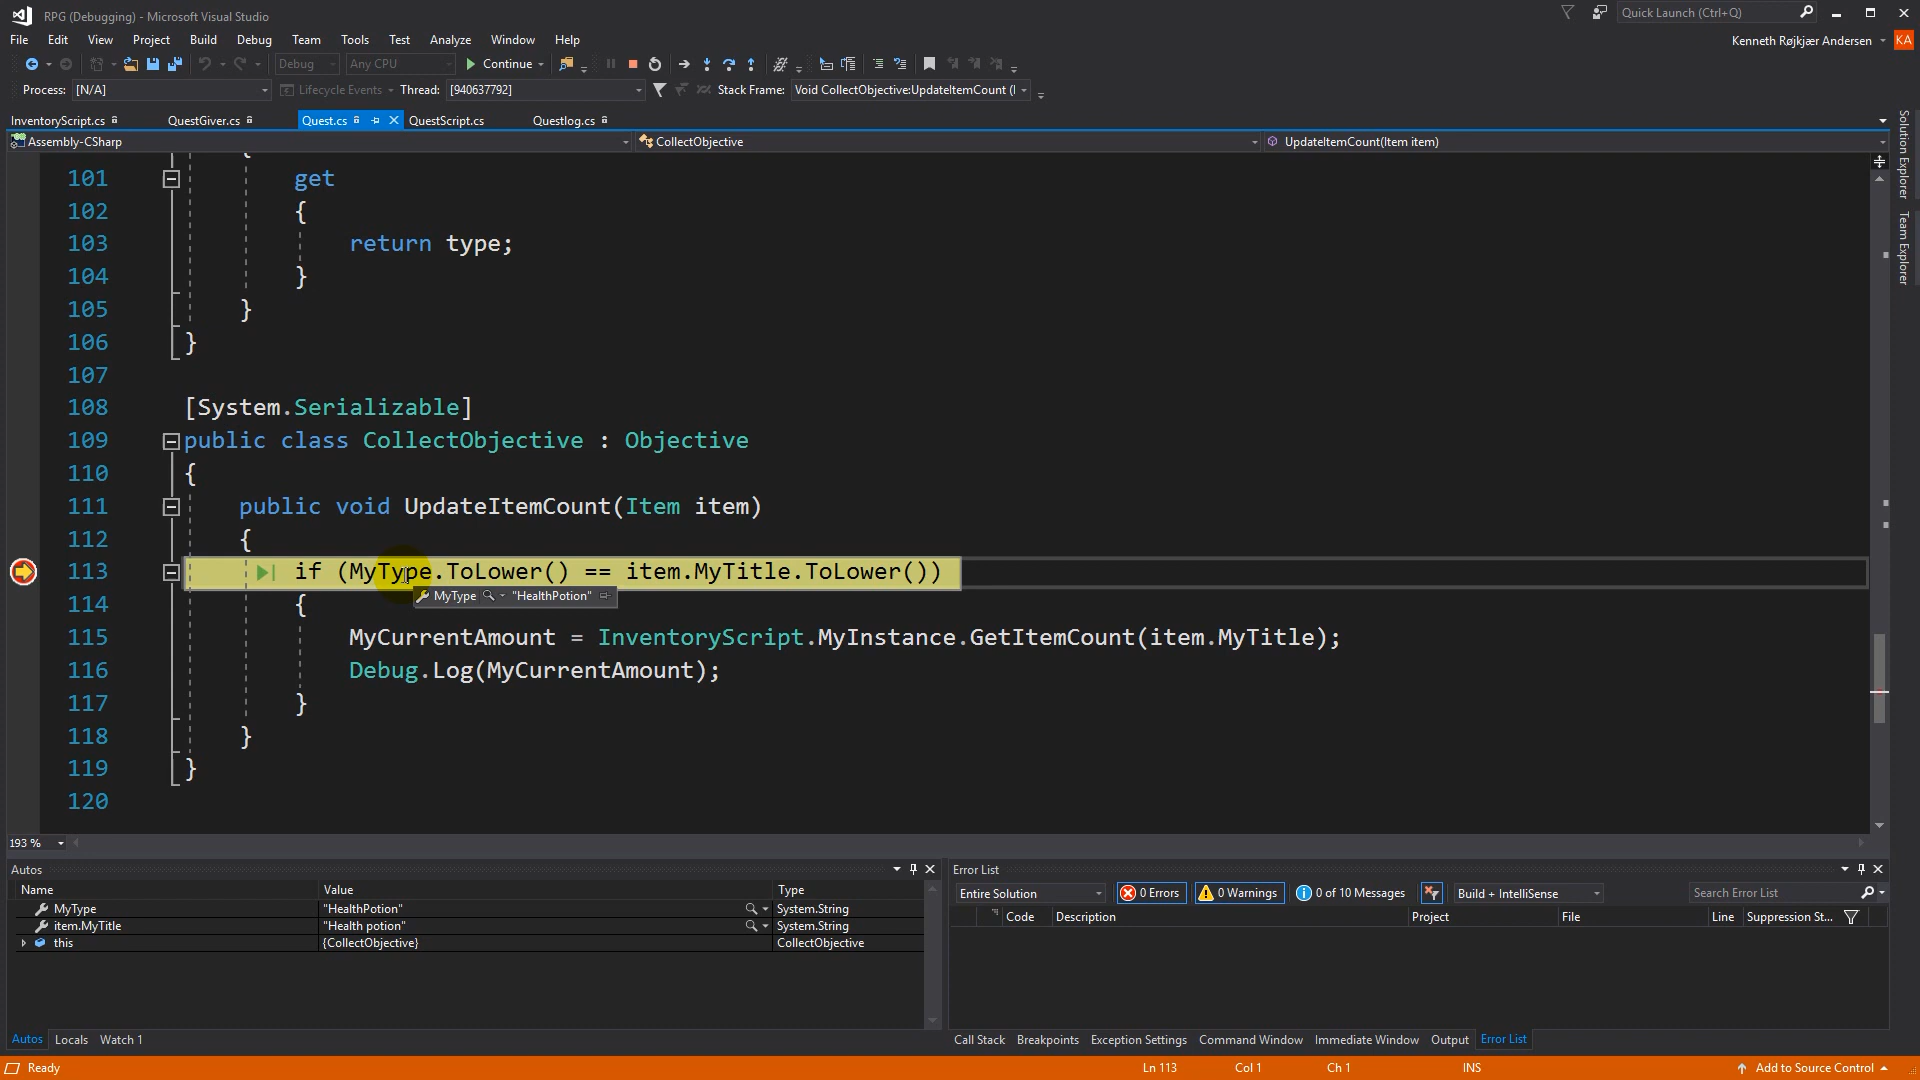 RPG (Debugging) - Microsoft Visual Studio
Quick Launch (Ctrl+Q)
File Edit View Project Build Debug Team Tools Test Analyze Window Help
Kenneth Røjkjær Andersen KA
Debug Any CPU Continue
Process: [N/A] Lifecycle Events Thread: [940637792] Stack Frame: Void CollectObjective:UpdateItemCount (I
InventoryScript.cs QuestGiver.cs Quest.cs QuestScript.cs Questlog.cs
Assembly-CSharp CollectObjective UpdateItemCount(Item item)
Solution Explorer
Team Explorer
{
101 get
102 {
103 return type;
104 }
105 }
106 }
107
108 [System.Serializable]
109 public class CollectObjective : Objective
110 {
111 public void UpdateItemCount(Item item)
112 {
113 if (MyType.ToLower() == item.MyTitle.ToLower())
MyType "HealthPotion"
114 {
115 MyCurrentAmount = InventoryScript.MyInstance.GetItemCount(item.MyTitle);
116 Debug.Log(MyCurrentAmount);
117 }
118 }
119 }
120
193 %
Autos
Name Value Type
MyType "HealthPotion" System.String
item.MyTitle "Health potion" System.String
this {CollectObjective} CollectObjective
Autos Locals Watch 1
Error List
Entire Solution 0 Errors 0 Warnings 0 of 10 Messages Build + IntelliSense Search Error List
Code Description Project File Line Suppression St...
Call Stack Breakpoints Exception Settings Command Window Immediate Window Output Error List
Ready Ln 113 Col 1 Ch 1 INS Add to Source Control